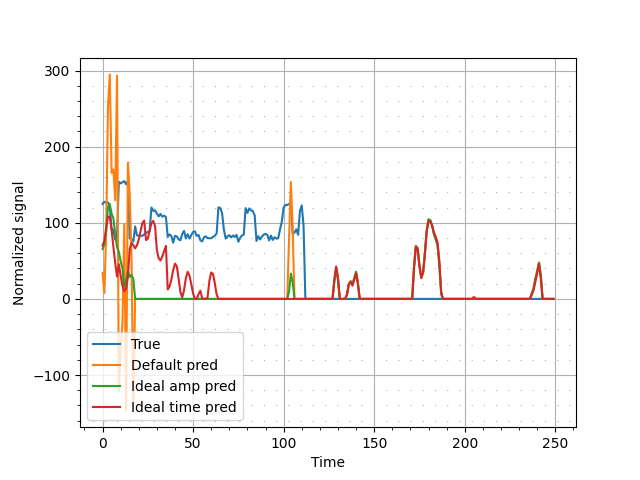 300
200
100
0
−100
Normalized signal
True
Default pred
Ideal amp pred
Ideal time pred
0 50 100 150 200 250
Time